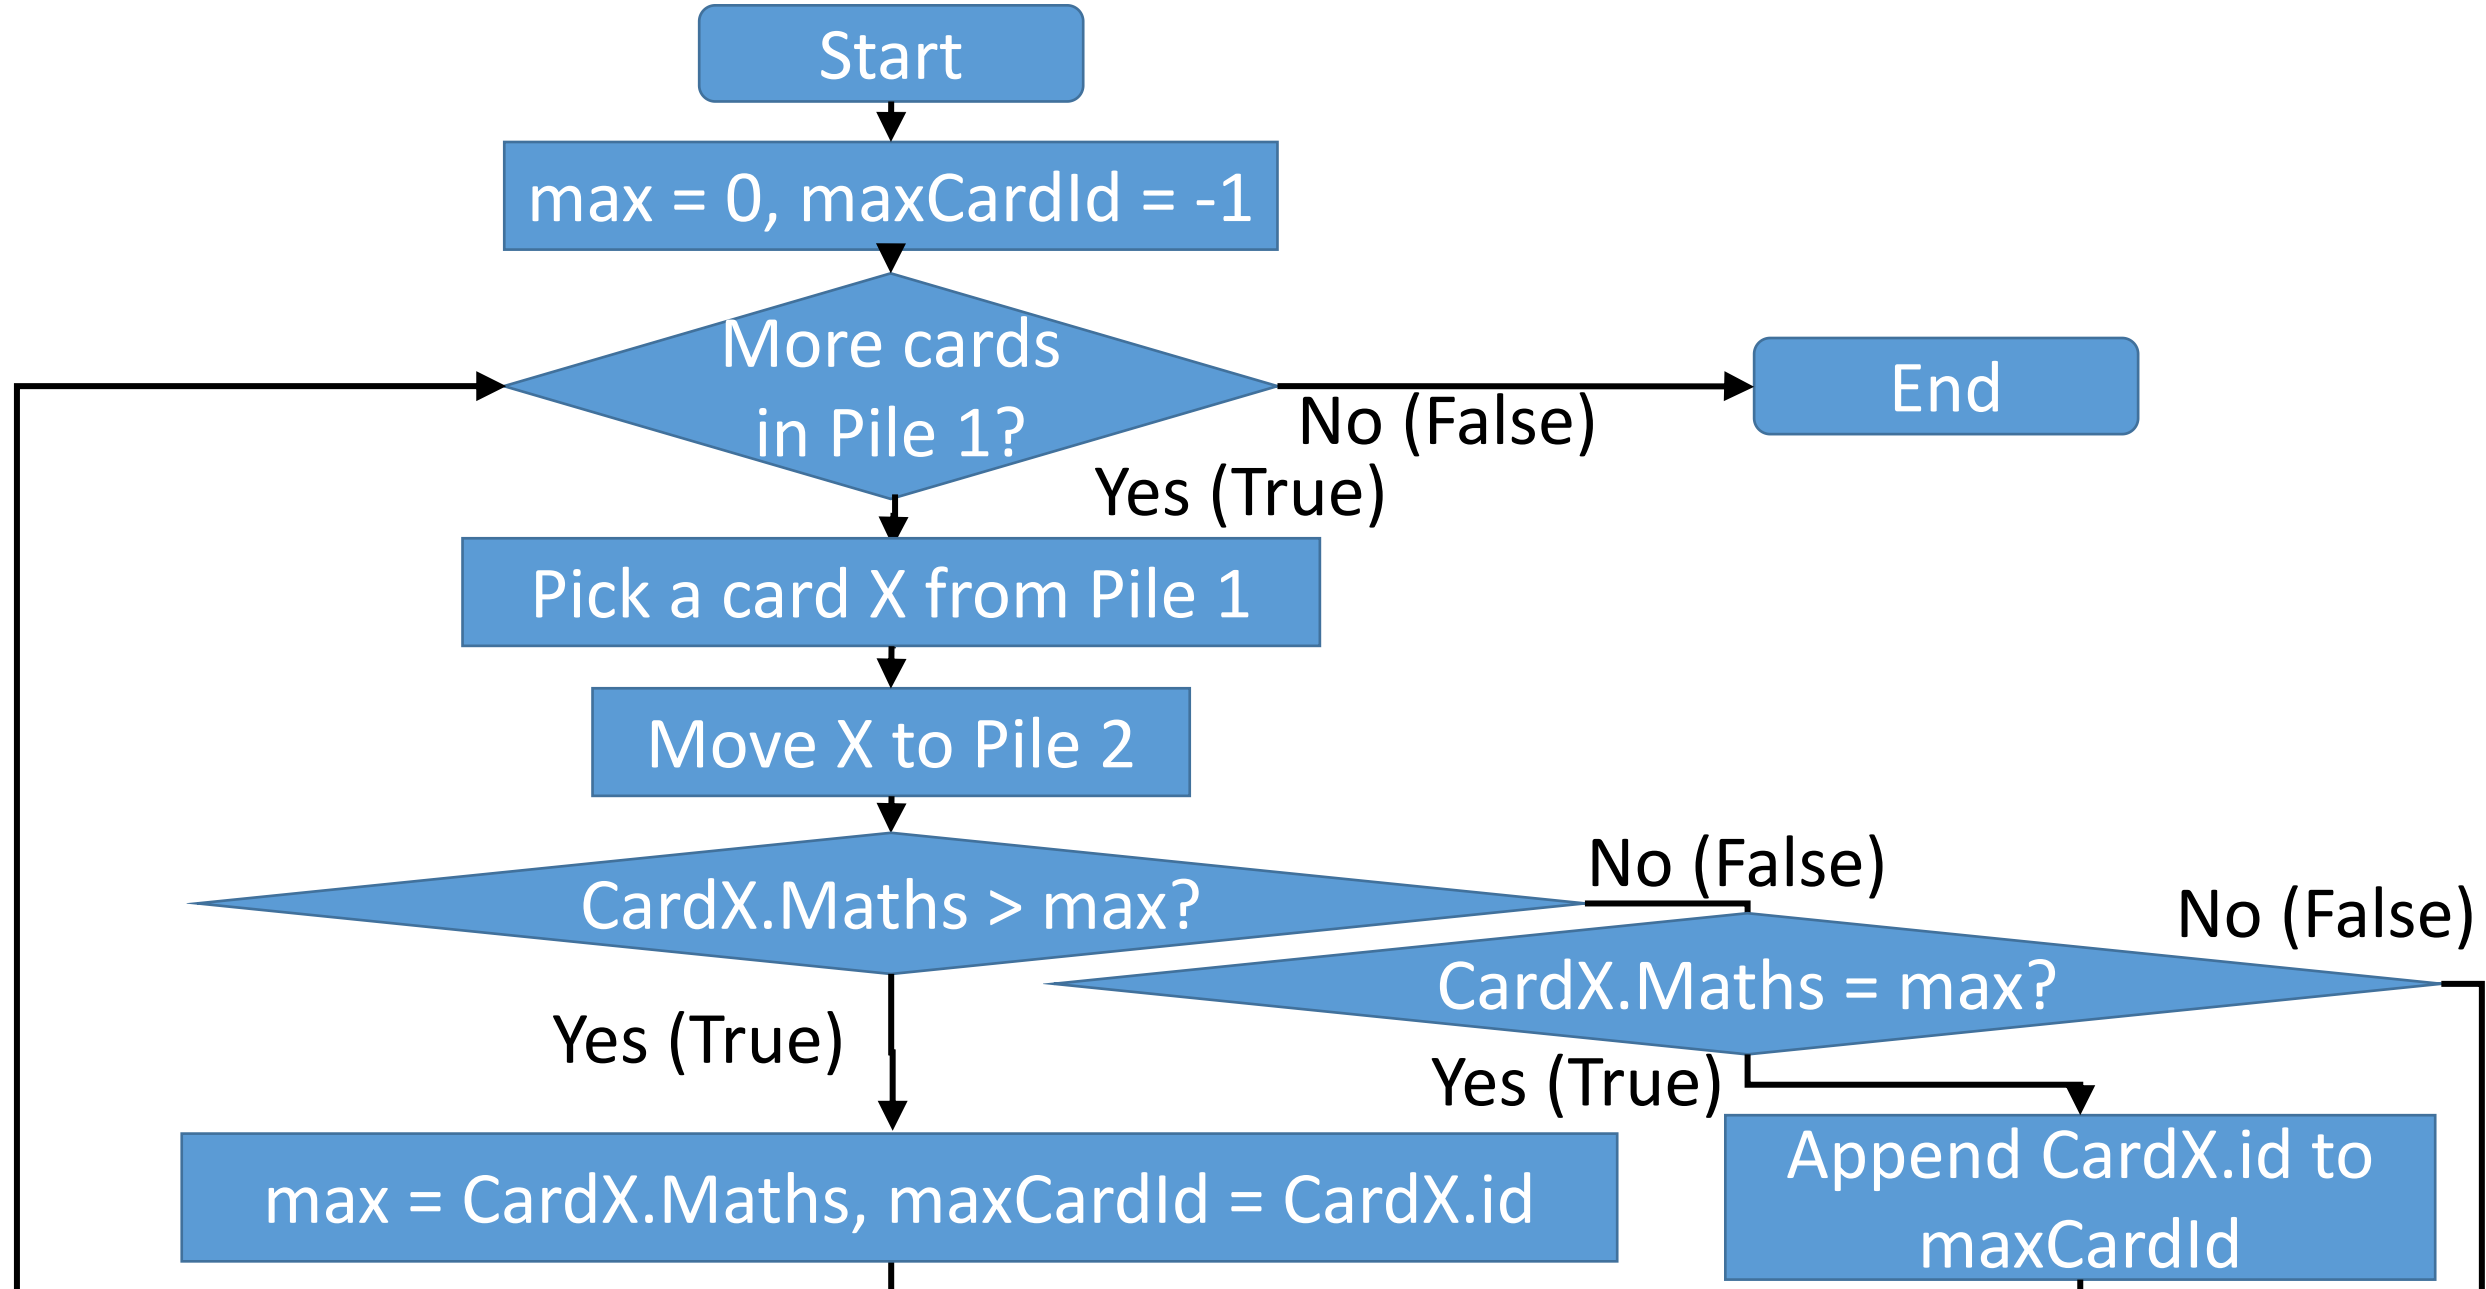 Start
max = 0, maxCardId = -1
More cards
in Pile 1?
No (False)
End
Yes (True)
Pick a card X from Pile 1
Move X to Pile 2
CardX.Maths > max?
No (False)
No (False)
CardX.Maths = max?
Yes (True)
Yes (True)
max = CardX.Maths, maxCardId = CardX.id
Append CardX.id to
maxCardId